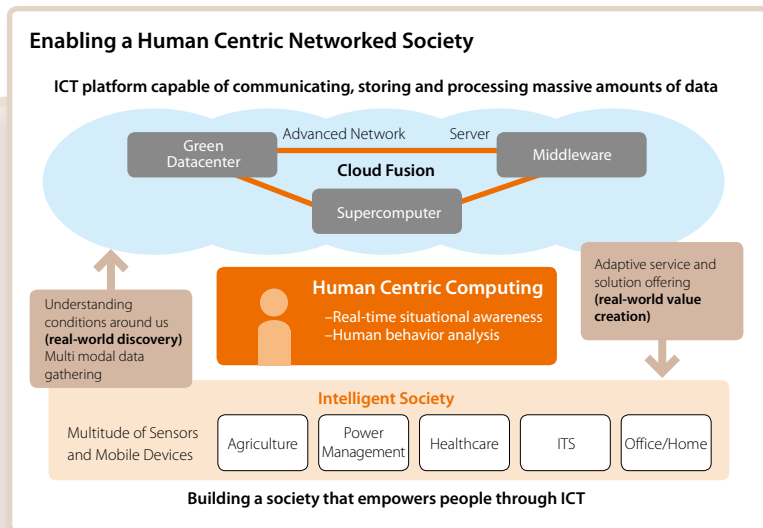 Enabling a Human Centric Networked Society
ICT platform capable of communicating, storing and processing massive amounts of data
Advanced Network
Server
Green
Datacenter
Middleware
Cloud Fusion
Supercomputer
Understanding
conditions around us
(real-world discovery)
Multi modal data
gathering
Human Centric Computing
–Real-time situational awareness
–Human behavior analysis
Adaptive service and
solution offering
(real-world value
creation)
Intelligent Society
Multitude of Sensors
and Mobile Devices
Agriculture
Power
Management
Healthcare
ITS
Office/Home
Building a society that empowers people through ICT